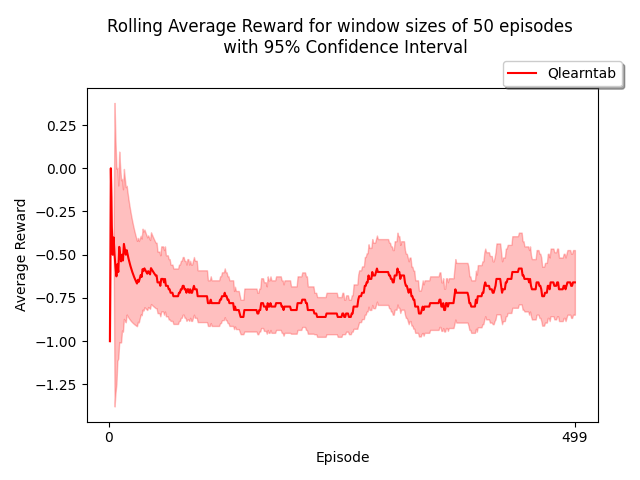 Rolling Average Reward for window sizes of 50 episodes
with 95% Confidence Interval
Qlearntab
0.25
0.00
−0.25
−0.50
−0.75
−1.00
−1.25
Average Reward
0
499
Episode